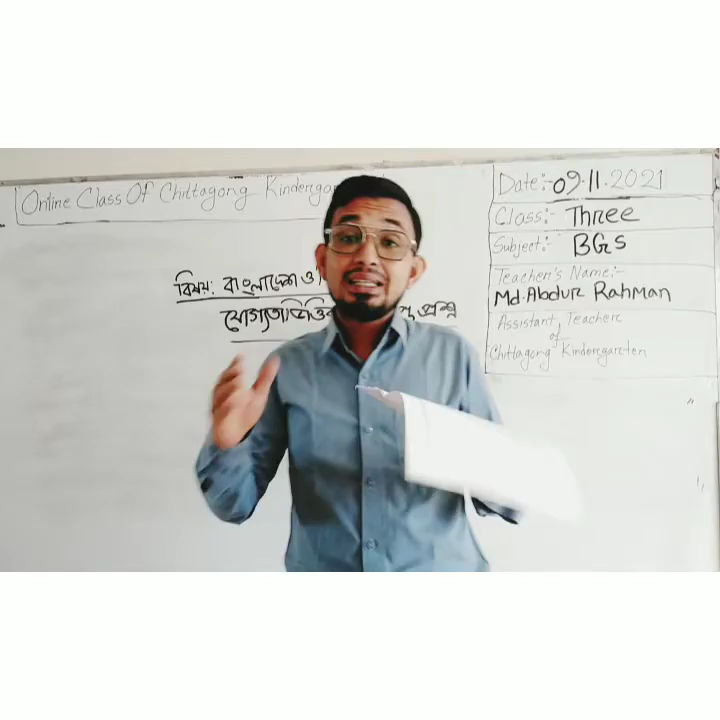 Online Class Of Chittagong Kinderga
বিষয়: বাংলাদেশ ও
যোগ্যতাভিত্তিক প্রশ্ন
Date:- 09.11.2021
Class:- Three
Subject:- BGS
Teacher's Name:-
Md. Abdur Rahman
Assistant Teacher
of
Chittagong Kindergarten